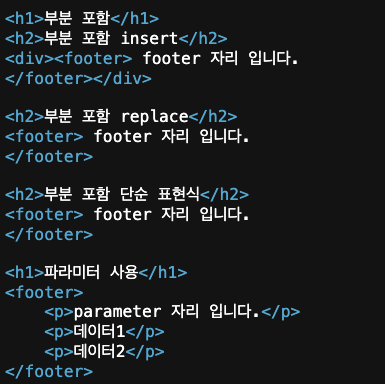 <h1>부분 포함</h1>
<h2>부분 포함 insert</h2>
<div><footer> footer 자리 입니다.
</footer></div>

<h2>부분 포함 replace</h2>
<footer> footer 자리 입니다.
</footer>

<h2>부분 포함 단순 표현식</h2>
<footer> footer 자리 입니다.
</footer>

<h1>파라미터 사용</h1>
<footer>
    <p>parameter 자리 입니다.</p>
    <p>데이터1</p>
    <p>데이터2</p>
</footer>